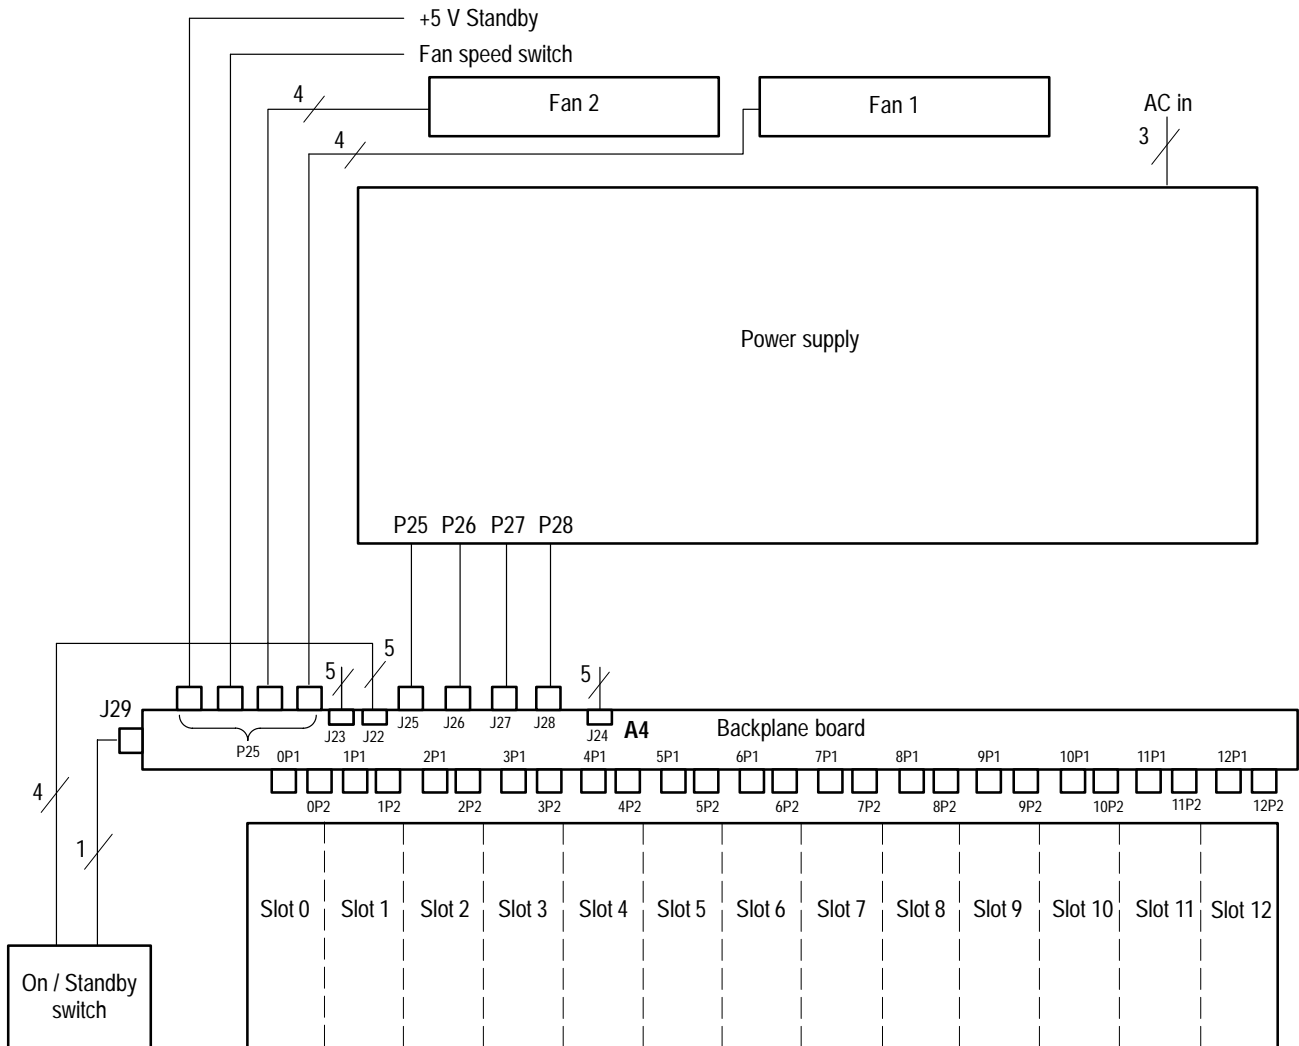 +5 V Standby
Fan speed switch
4
Fan 2
Fan 1
AC in
4
3
Power supply
P25 P26 P27 P28
5
5
5
J29
J23 J22 J25 J26 J27 J28 J24 A4 Backplane board
P25
0P1 1P1 2P1 3P1 4P1 5P1 6P1 7P1 8P1 9P1 10P1 11P1 12P1
0P2 1P2 2P2 3P2 4P2 5P2 6P2 7P2 8P2 9P2 10P2 11P2 12P2
4
1
Slot 0 Slot 1 Slot 2 Slot 3 Slot 4 Slot 5 Slot 6 Slot 7 Slot 8 Slot 9 Slot 10 Slot 11 Slot 12
On / Standby
switch